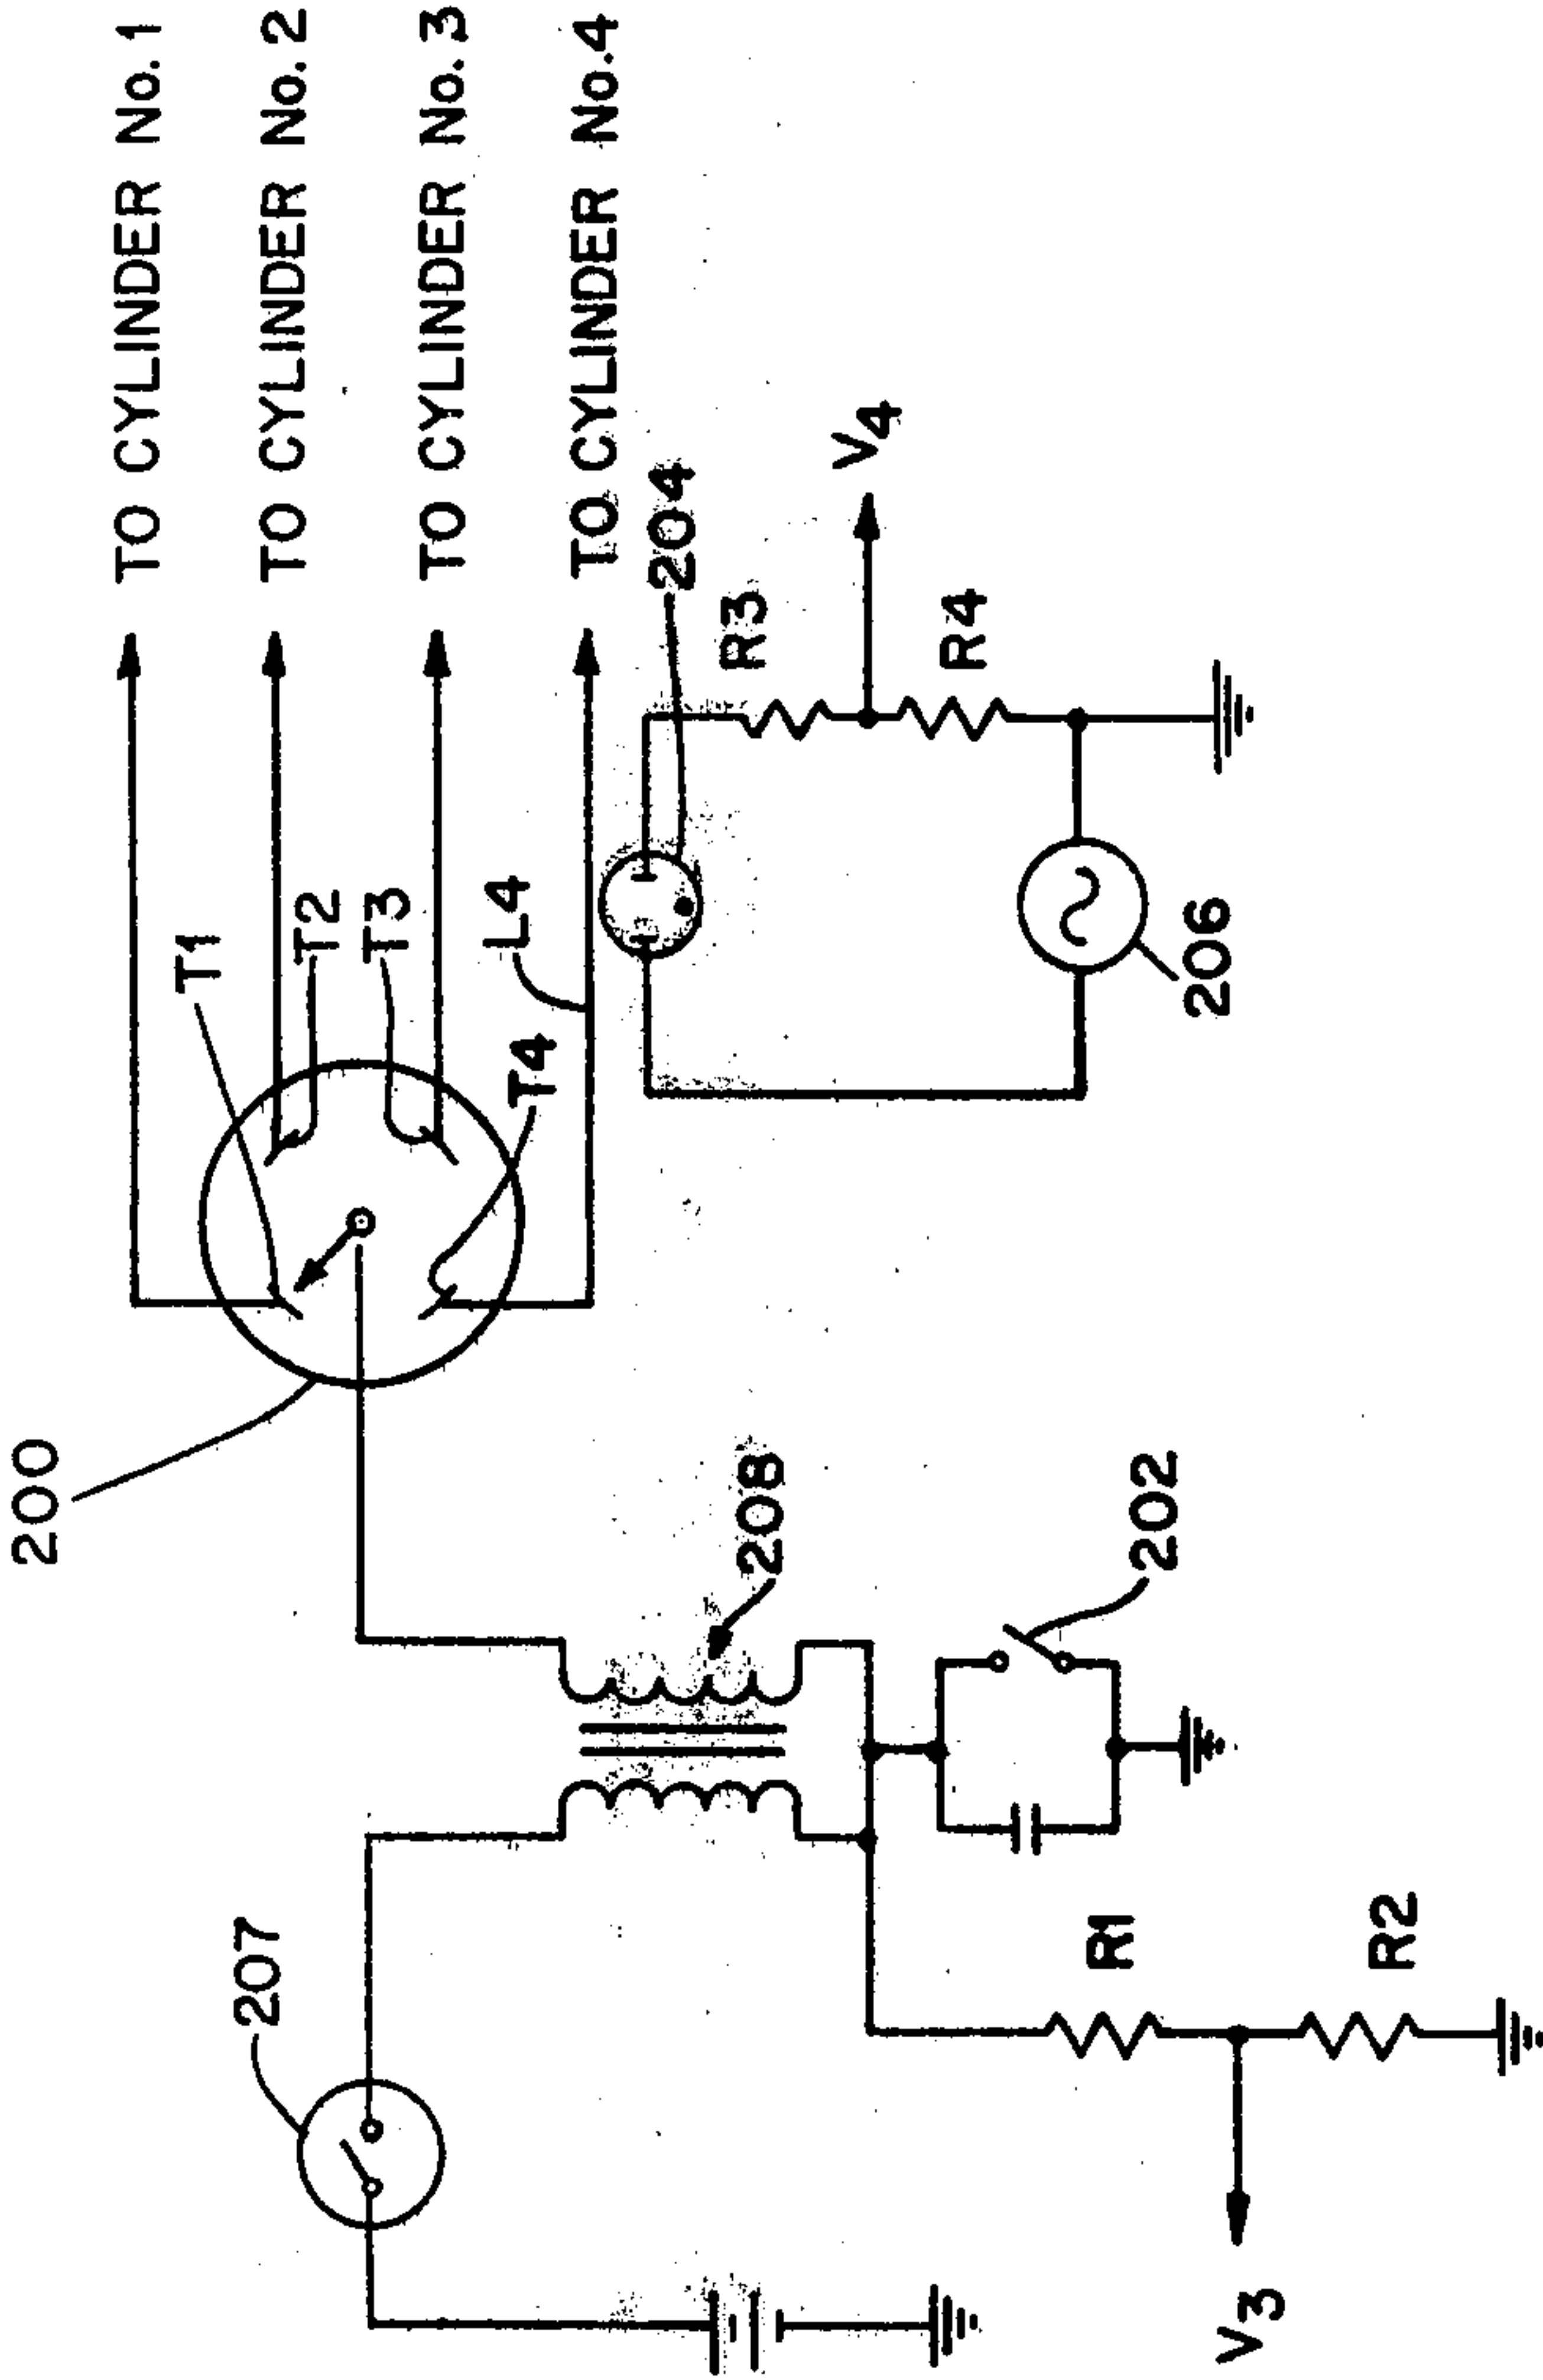 TO CYLINDER No. 1
TO CYLINDER No. 2
TO CYLINDER No. 3
TO CYLINDER No. 4
200
T1
T2
T3
L4
T4
204
207
208
R3
V4
R4
206
202
R1
R2
V3